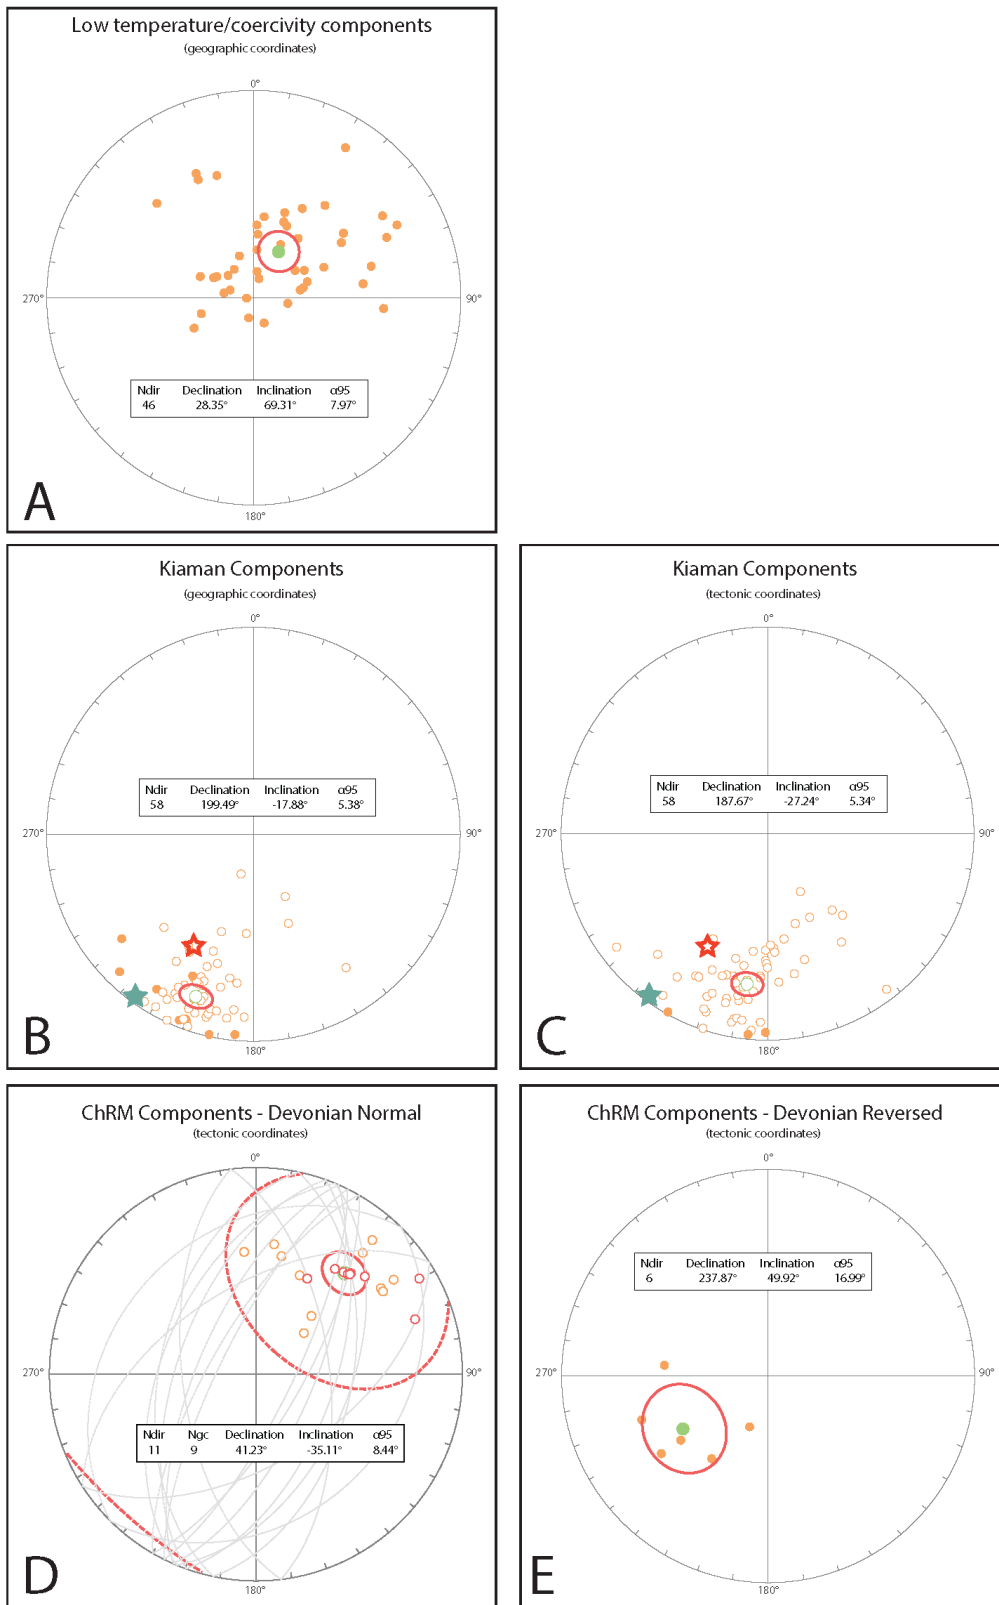 Low temperature/coercivity components
(geographic coordinates)
0°
270°
90°
Ndir Declination Inclination α95
46 28.35° 69.31° 7.97°
180°
A
Kiaman Components
(geographic coordinates)
0°
Ndir Declination Inclination α95
58 199.49° -17.88° 5.38°
270°
90°
180°
B
Kiaman Components
(tectonic coordinates)
0°
Ndir Declination Inclination α95
58 187.67° -27.24° 5.34°
270°
90°
180°
C
ChRM Components - Devonian Normal
(tectonic coordinates)
0°
270°
90°
Ndir Ngc Declination Inclination α95
11 9 41.23° -35.11° 8.44°
180°
D
ChRM Components - Devonian Reversed
(tectonic coordinates)
0°
Ndir Declination Inclination α95
6 237.87° 49.92° 16.99°
270°
90°
180°
E